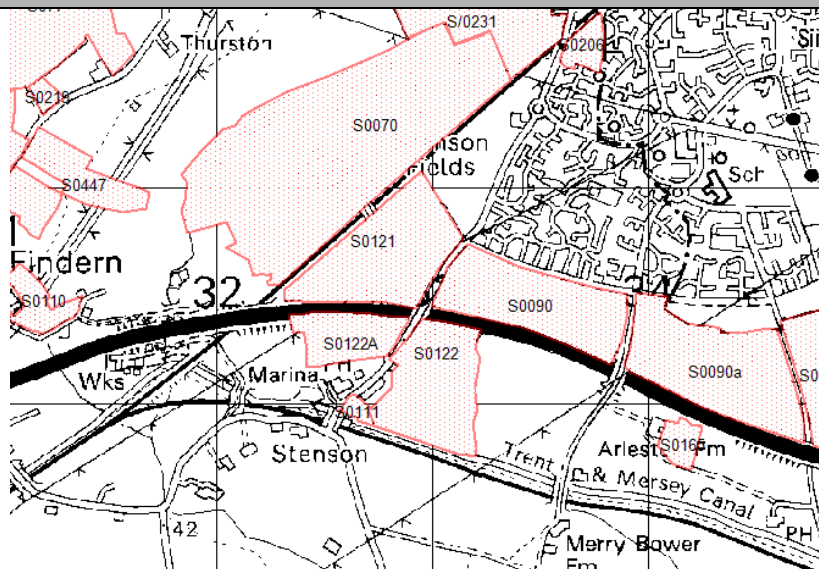 S/0231
S0206
Thurston
S0219
S0070
nson
Fields
Sch
S0447
S0121
Findern
S0110
32
S0090
S0122A
S0122
S0090a
Wks
Marina
S0111
Stenson
Arlest
Fm
S0165
Trent & Mersey Canal
42
PH
Merry Bower
Fm